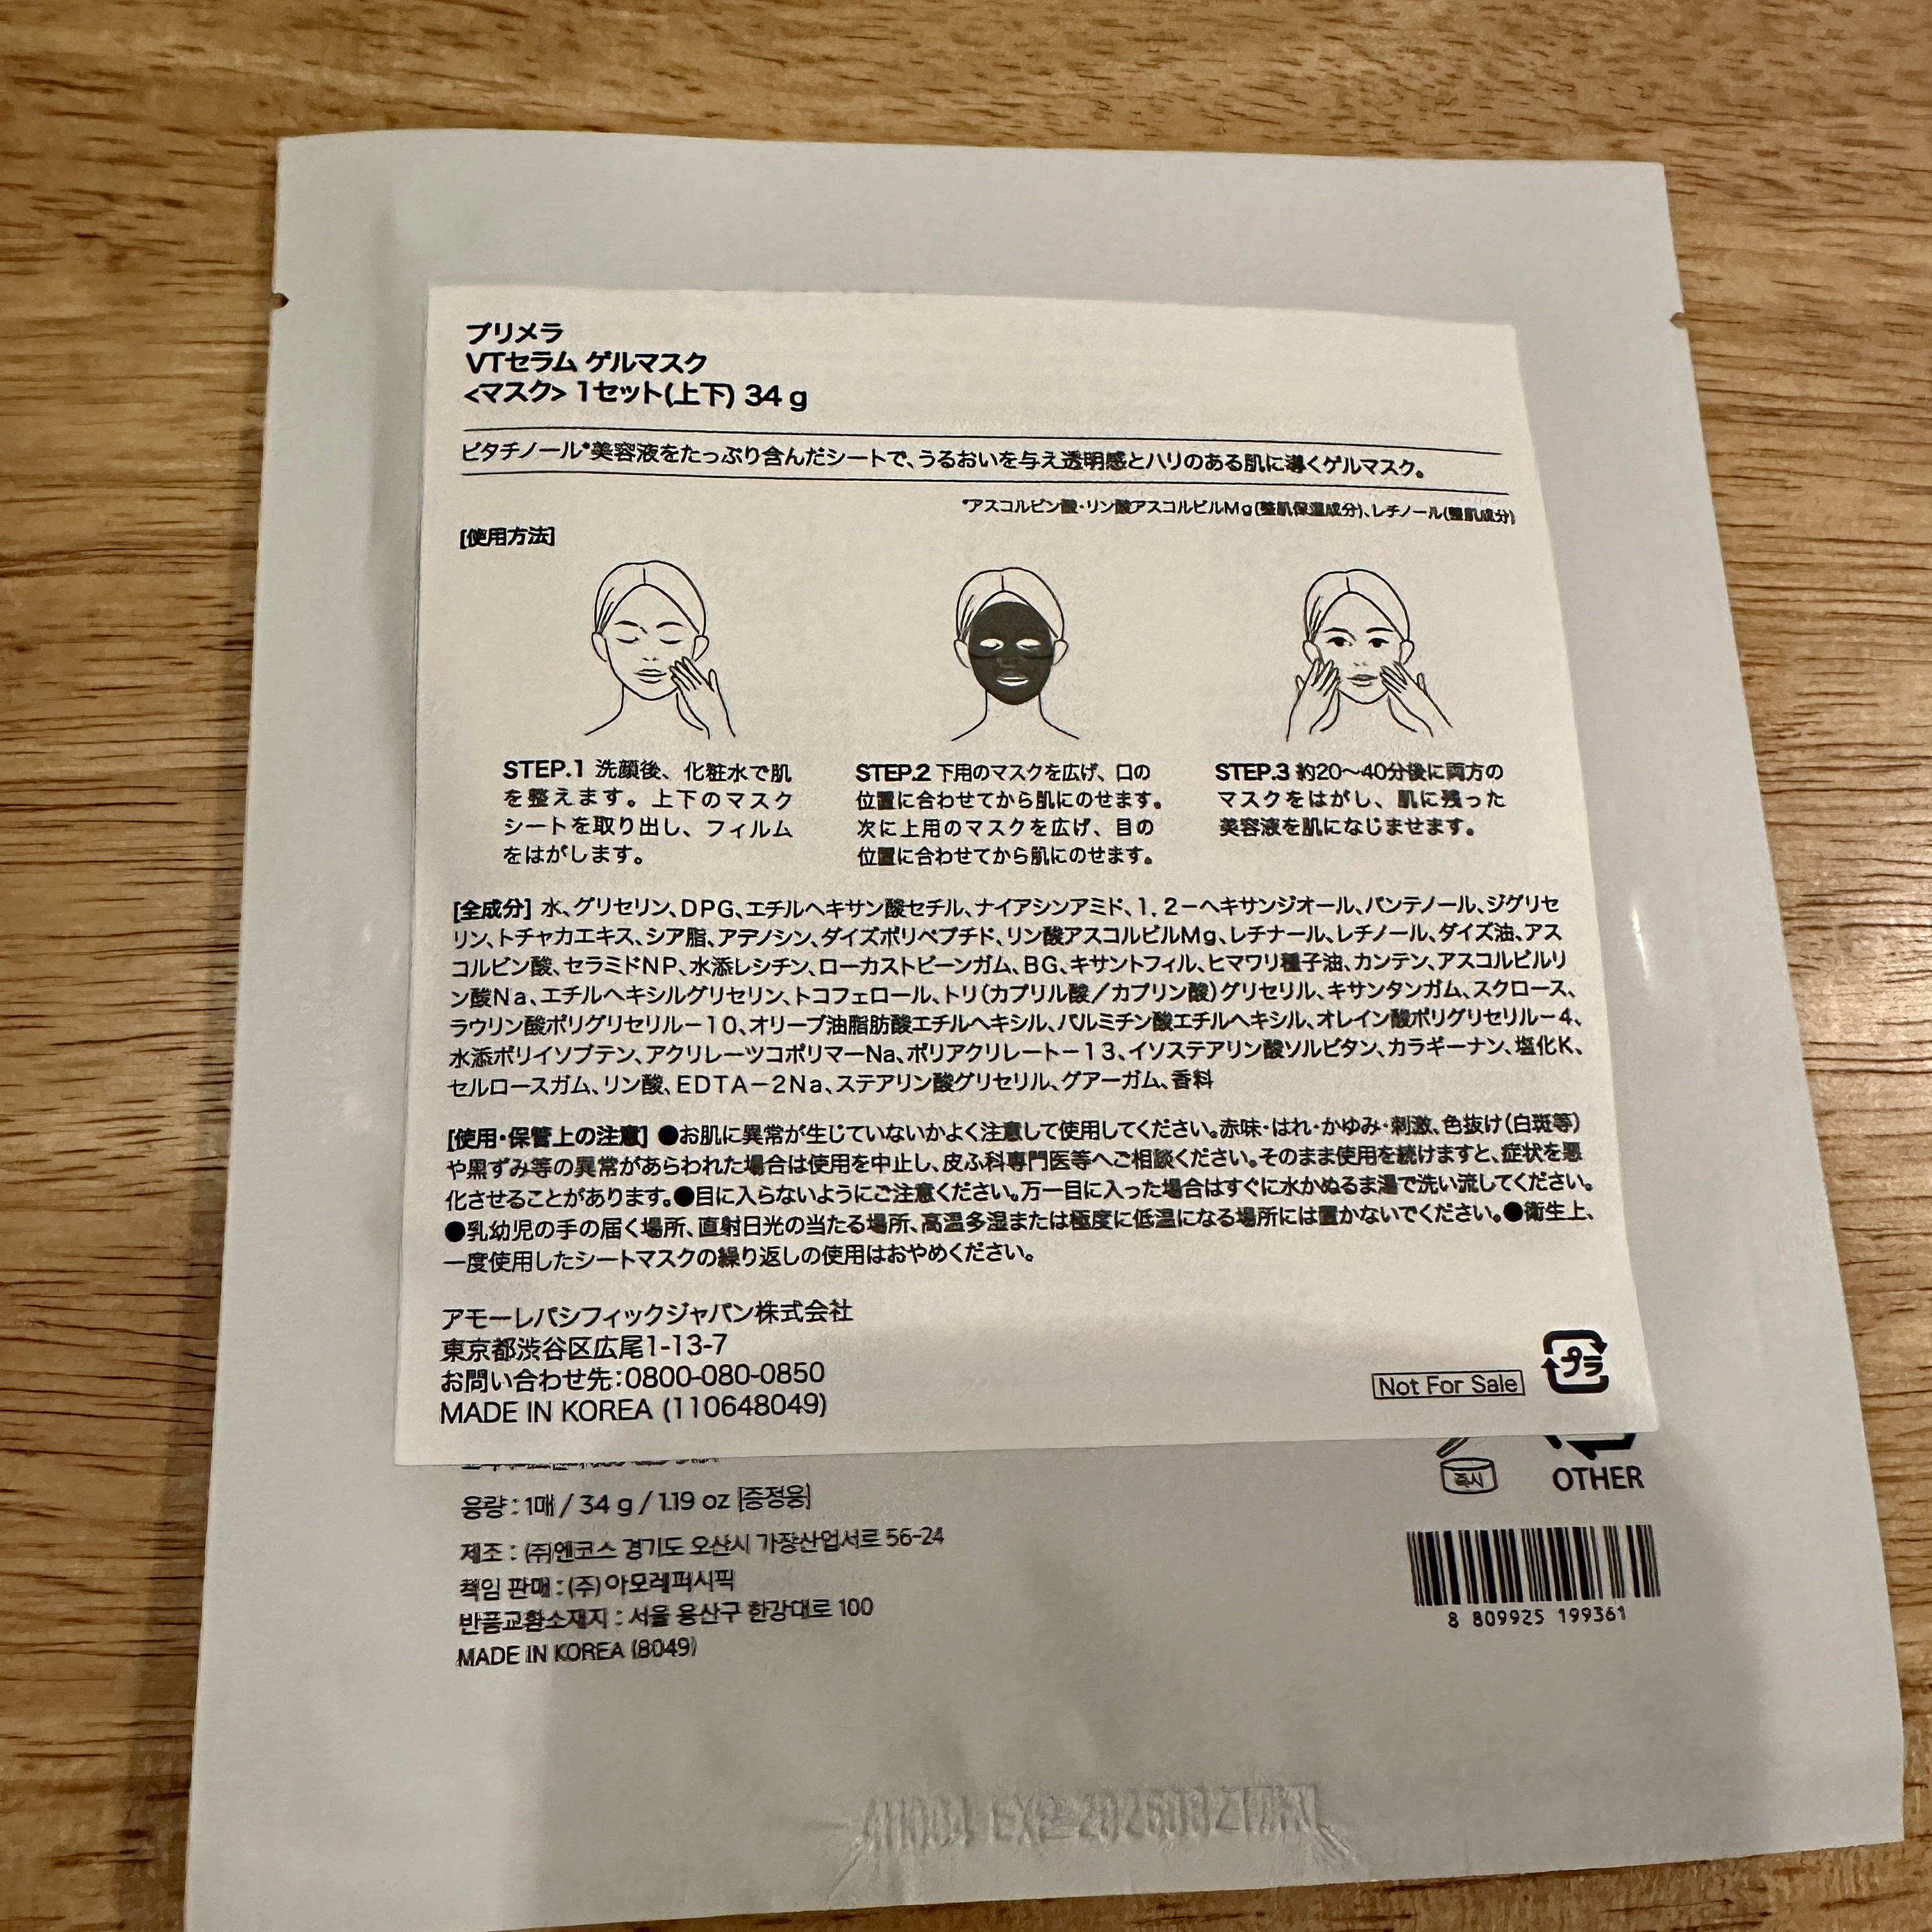 プリメラ
VTセラム ゲルマスク
<マスク> 1セット(上下) 34 g
ビタチノール*美容液をたっぷり含んだシートで、うるおいを与え透明感とハリのある肌に導くゲルマスク。
*アスコルビン酸・リン酸アスコルビルMg(整肌保湿成分)、レチノール(整肌成分)
[使用方法]
STEP.1 洗顔後、化粧水で肌
を整えます。上下のマスク
シートを取り出し、フィルム
をはがします。
STEP.2 下用のマスクを広げ、口の
位置に合わせてから肌にのせます。
次に上用のマスクを広げ、目の
位置に合わせてから肌にのせます。
STEP.3 約20〜40分後に両方の
マスクをはがし、肌に残った
美容液を肌になじませます。
[全成分] 水、グリセリン、DPG、エチルヘキサン酸セチル、ナイアシンアミド、1,2-ヘキサンジオール、パンテノール、ジグリセ
リン、トチャカエキス、シア脂、アデノシン、ダイズポリペプチド、リン酸アスコルビルMg、レチナール、レチノール、ダイズ油、アス
コルビン酸、セラミドNP、水添レシチン、ローカストビーンガム、BG、キサントフィル、ヒマワリ種子油、カンテン、アスコルビルリ
ン酸Na、エチルヘキシルグリセリン、トコフェロール、トリ(カプリル酸/カプリン酸)グリセリル、キサンタンガム、スクロース、
ラウリン酸ポリグリセリル-10、オリーブ油脂肪酸エチルヘキシル、パルミチン酸エチルヘキシル、オレイン酸ポリグリセリル-4、
水添ポリイソブテン、アクリレーツコポリマーNa、ポリアクリレート-13、イソステアリン酸ソルビタン、カラギーナン、塩化K、
セルロースガム、リン酸、EDTA-2Na、ステアリン酸グリセリル、グアーガム、香料
[使用・保管上の注意] ●お肌に異常が生じていないかよく注意して使用してください。赤味・はれ・かゆみ・刺激、色抜け(白斑等)
や黒ずみ等の異常があらわれた場合は使用を中止し、皮ふ科専門医等へご相談ください。そのまま使用を続けますと、症状を悪
化させることがあります。●目に入らないようにご注意ください。万一目に入った場合はすぐに水かぬるま湯で洗い流してください。
●乳幼児の手の届く場所、直射日光の当たる場所、高温多湿または極度に低温になる場所には置かないでください。●衛生上、
一度使用したシートマスクの繰り返しの使用はおやめください。
アモーレパシフィックジャパン株式会社
東京都渋谷区広尾1-13-7
お問い合わせ先:0800-080-0850
MADE IN KOREA (110648049)
Not For Sale
プラ
즉시
OTHER
용량 : 1매 / 34 g / 1.19 oz [증정용]
제조 : (주)엔코스 경기도 오산시 가장산업서로 56-24
책임 판매 : (주) 아모레퍼시픽
반품교환소재지 : 서울 용산구 한강대로 100
MADE IN KOREA (8049)
8 809925 199361